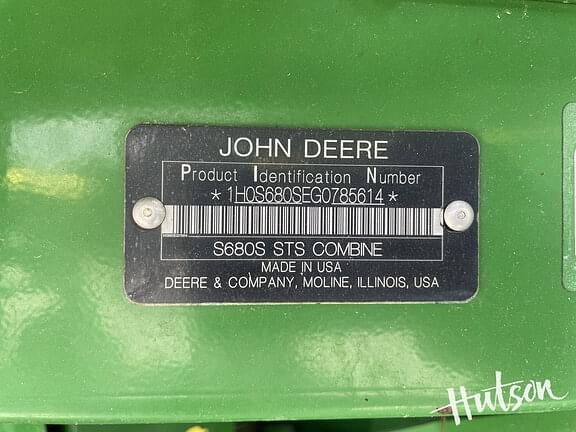 JOHN DEERE
Product Identification Number
*1H0S680SEG0785614*
S680S STS COMBINE
MADE IN USA
DEERE & COMPANY, MOLINE, ILLINOIS, USA
Hutson